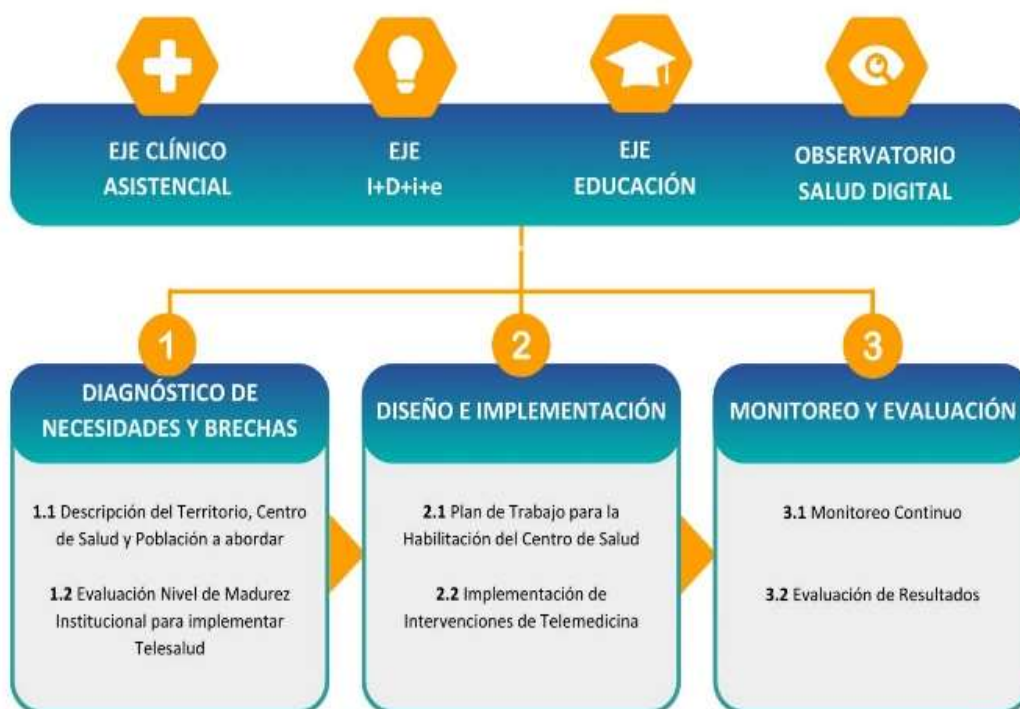 EJE CLÍNICO
ASISTENCIAL
EJE
I+D+i+e
EJE
EDUCACIÓN
OBSERVATORIO
SALUD DIGITAL
1
DIAGNÓSTICO DE
NECESIDADES Y BRECHAS
1.1 Descripción del Territorio, Centro
de Salud y Población a abordar
1.2 Evaluación Nivel de Madurez
Institucional para implementar
Telesalud
2
DISEÑO E IMPLEMENTACIÓN
2.1 Plan de Trabajo para la
Habilitación del Centro de Salud
2.2 Implementación de
Intervenciones de Telemedicina
3
MONITOREO Y EVALUACIÓN
3.1 Monitoreo Continuo
3.2 Evaluación de Resultados